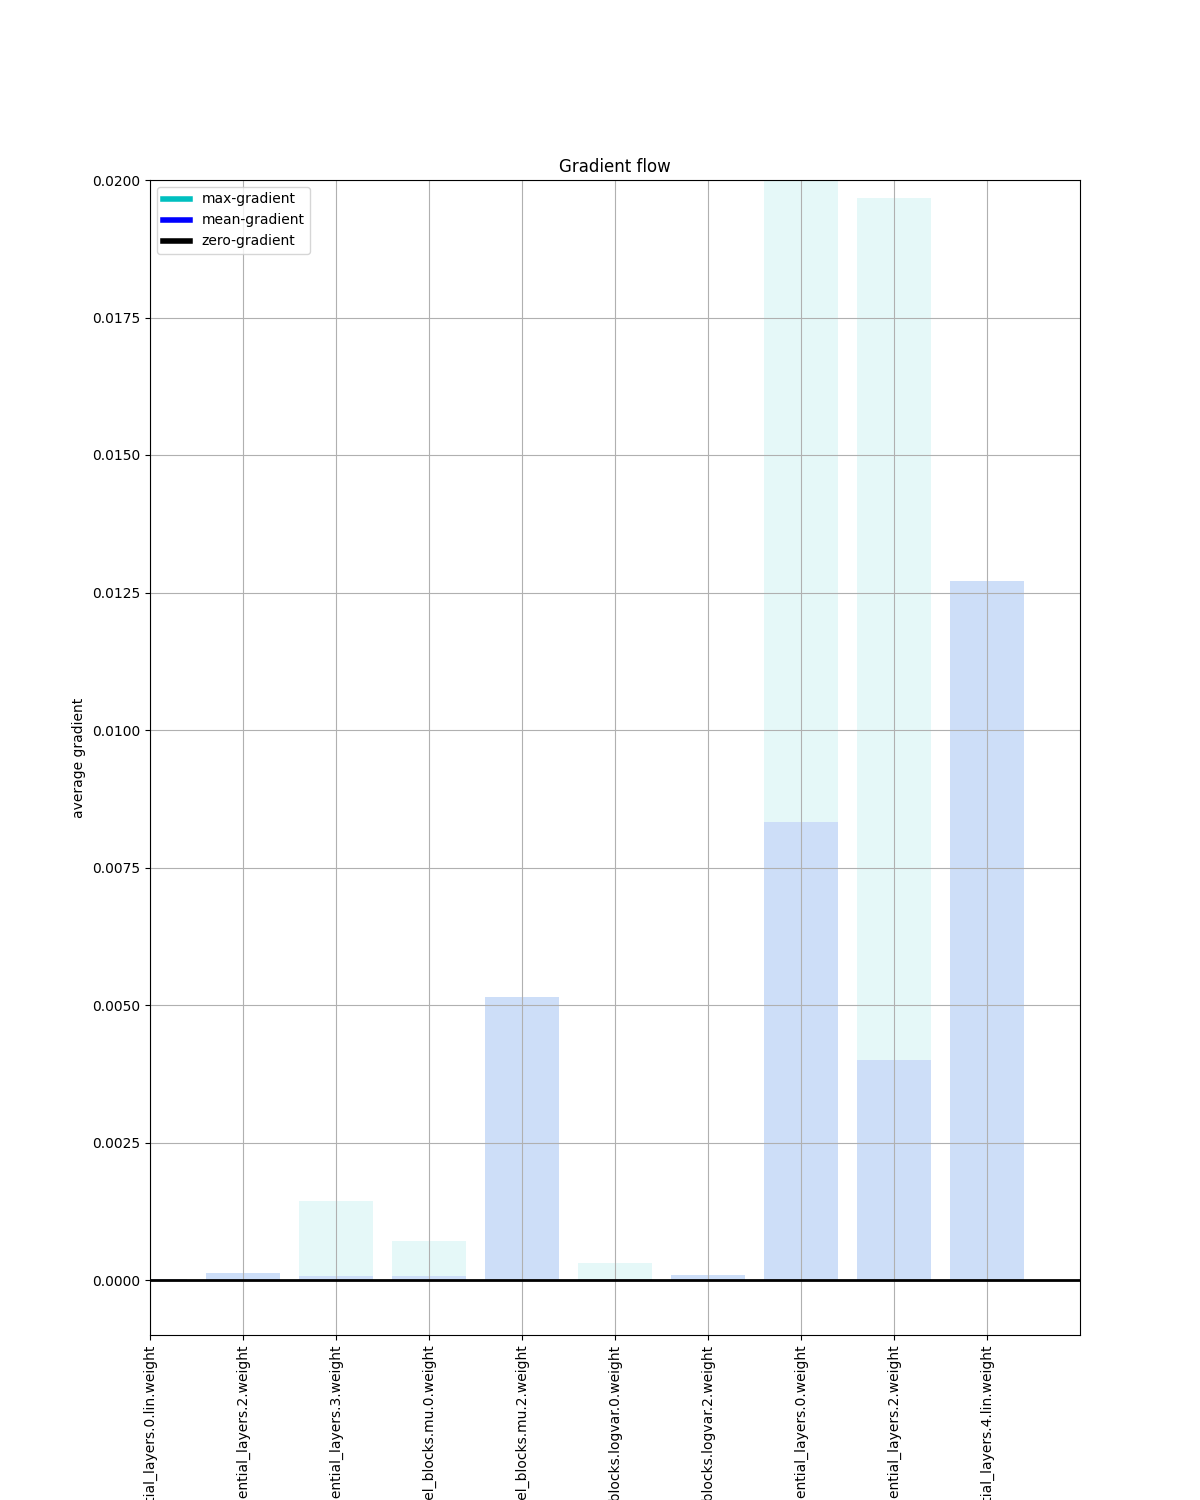 Gradient flow
max-gradient
mean-gradient
zero-gradient
0.0200
0.0175
0.0150
0.0125
0.0100
0.0075
0.0050
0.0025
0.0000
average gradient
tial_layers.0.lin.weight
ential_layers.2.weight
ential_layers.3.weight
el_blocks.mu.0.weight
el_blocks.mu.2.weight
blocks.logvar.0.weight
blocks.logvar.2.weight
ential_layers.0.weight
ential_layers.2.weight
tial_layers.4.lin.weight